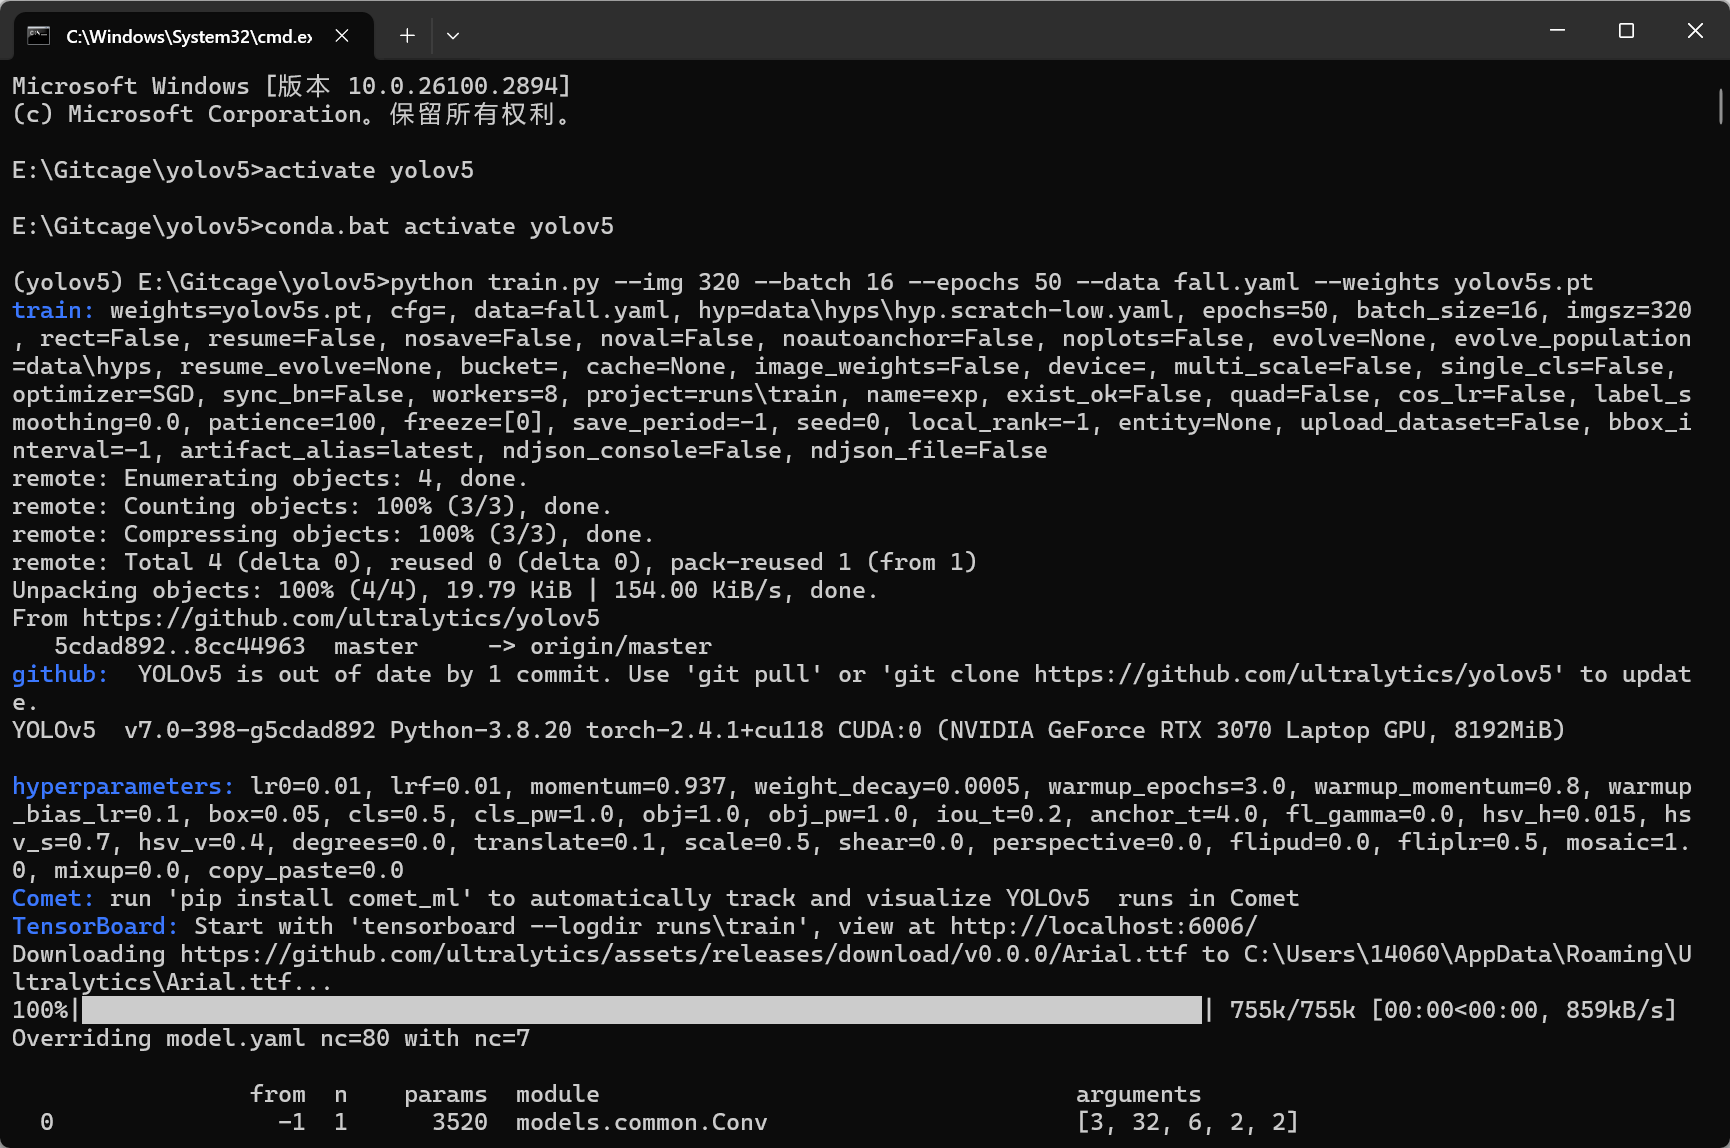 C:\Windows\System32\cmd.ex
Microsoft Windows [版本 10.0.26100.2894]
(c) Microsoft Corporation。保留所有权利。
E:\Gitcage\yolov5>activate yolov5
E:\Gitcage\yolov5>conda.bat activate yolov5
(yolov5) E:\Gitcage\yolov5>python train.py --img 320 --batch 16 --epochs 50 --data fall.yaml --weights yolov5s.pt
train: weights=yolov5s.pt, cfg=, data=fall.yaml, hyp=data\hyps\hyp.scratch-low.yaml, epochs=50, batch_size=16, imgsz=320
, rect=False, resume=False, nosave=False, noval=False, noautoanchor=False, noplots=False, evolve=None, evolve_population
=data\hyps, resume_evolve=None, bucket=, cache=None, image_weights=False, device=, multi_scale=False, single_cls=False,
optimizer=SGD, sync_bn=False, workers=8, project=runs\train, name=exp, exist_ok=False, quad=False, cos_lr=False, label_s
moothing=0.0, patience=100, freeze=[0], save_period=-1, seed=0, local_rank=-1, entity=None, upload_dataset=False, bbox_i
nterval=-1, artifact_alias=latest, ndjson_console=False, ndjson_file=False
remote: Enumerating objects: 4, done.
remote: Counting objects: 100% (3/3), done.
remote: Compressing objects: 100% (3/3), done.
remote: Total 4 (delta 0), reused 0 (delta 0), pack-reused 1 (from 1)
Unpacking objects: 100% (4/4), 19.79 KiB | 154.00 KiB/s, done.
From https://github.com/ultralytics/yolov5
   5cdad892..8cc44963  master     -> origin/master
github:  YOLOv5 is out of date by 1 commit. Use 'git pull' or 'git clone https://github.com/ultralytics/yolov5' to updat
e.
YOLOv5  v7.0-398-g5cdad892 Python-3.8.20 torch-2.4.1+cu118 CUDA:0 (NVIDIA GeForce RTX 3070 Laptop GPU, 8192MiB)
hyperparameters: lr0=0.01, lrf=0.01, momentum=0.937, weight_decay=0.0005, warmup_epochs=3.0, warmup_momentum=0.8, warmup
_bias_lr=0.1, box=0.05, cls=0.5, cls_pw=1.0, obj=1.0, obj_pw=1.0, iou_t=0.2, anchor_t=4.0, fl_gamma=0.0, hsv_h=0.015, hs
v_s=0.7, hsv_v=0.4, degrees=0.0, translate=0.1, scale=0.5, shear=0.0, perspective=0.0, flipud=0.0, fliplr=0.5, mosaic=1.
0, mixup=0.0, copy_paste=0.0
Comet: run 'pip install comet_ml' to automatically track and visualize YOLOv5  runs in Comet
TensorBoard: Start with 'tensorboard --logdir runs\train', view at http://localhost:6006/
Downloading https://github.com/ultralytics/assets/releases/download/v0.0.0/Arial.ttf to C:\Users\14060\AppData\Roaming\U
ltralytics\Arial.ttf...
100%| | 755k/755k [00:00<00:00, 859kB/s]
Overriding model.yaml nc=80 with nc=7
                 from  n    params  module                                  arguments
  0                -1  1      3520  models.common.Conv                      [3, 32, 6, 2, 2]